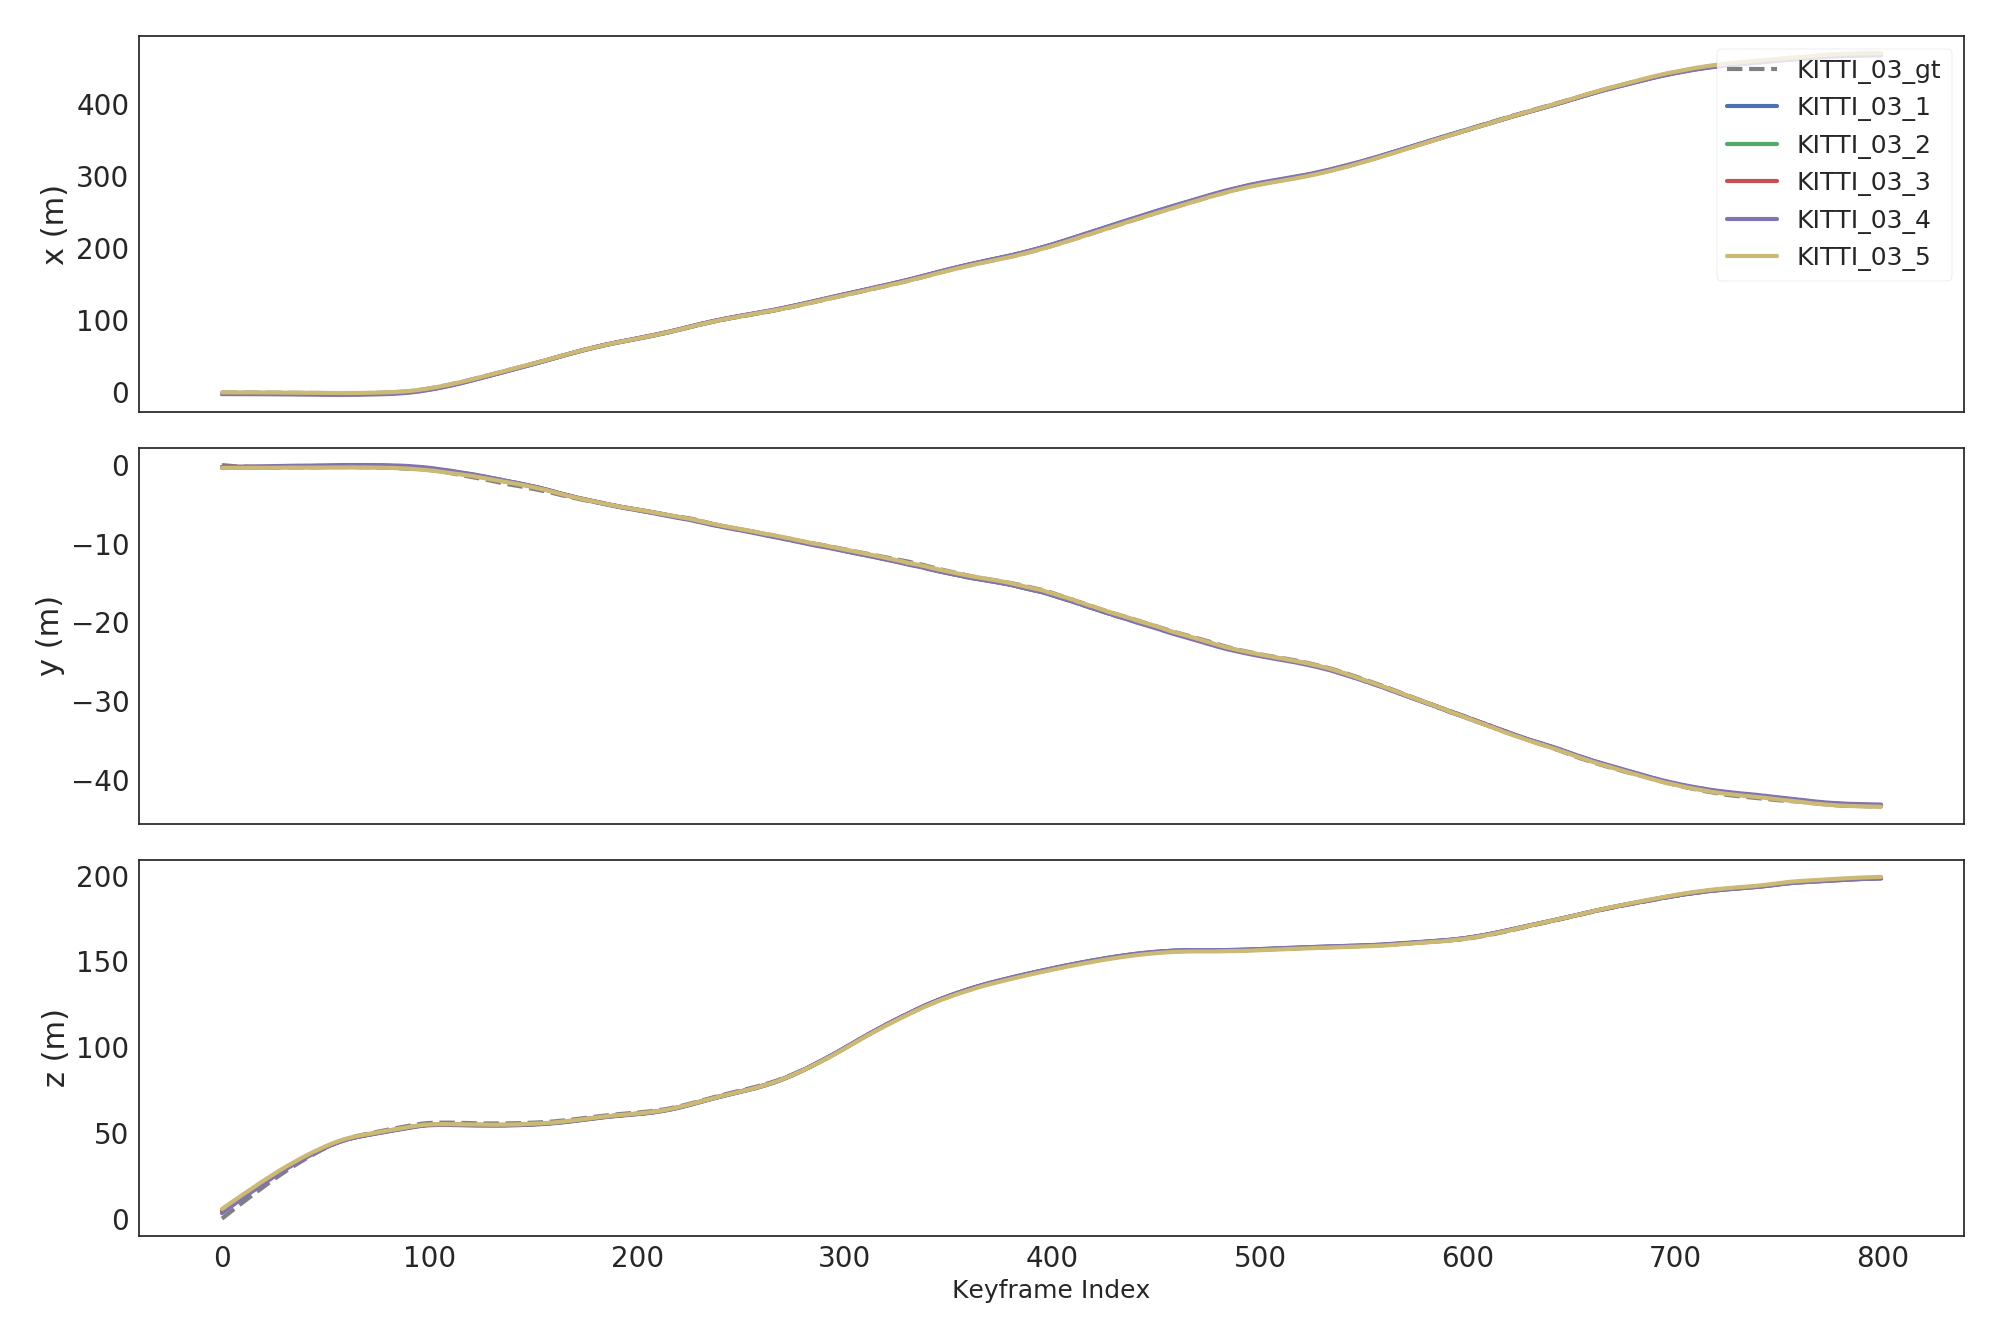 x (m)
400
300
200
100
0
KITTI_03_gt
KITTI_03_1
KITTI_03_2
KITTI_03_3
KITTI_03_4
KITTI_03_5
y (m)
0
−10
−20
−30
−40
z (m)
200
150
100
50
0
0 100 200 300 400 500 600 700 800
Keyframe Index